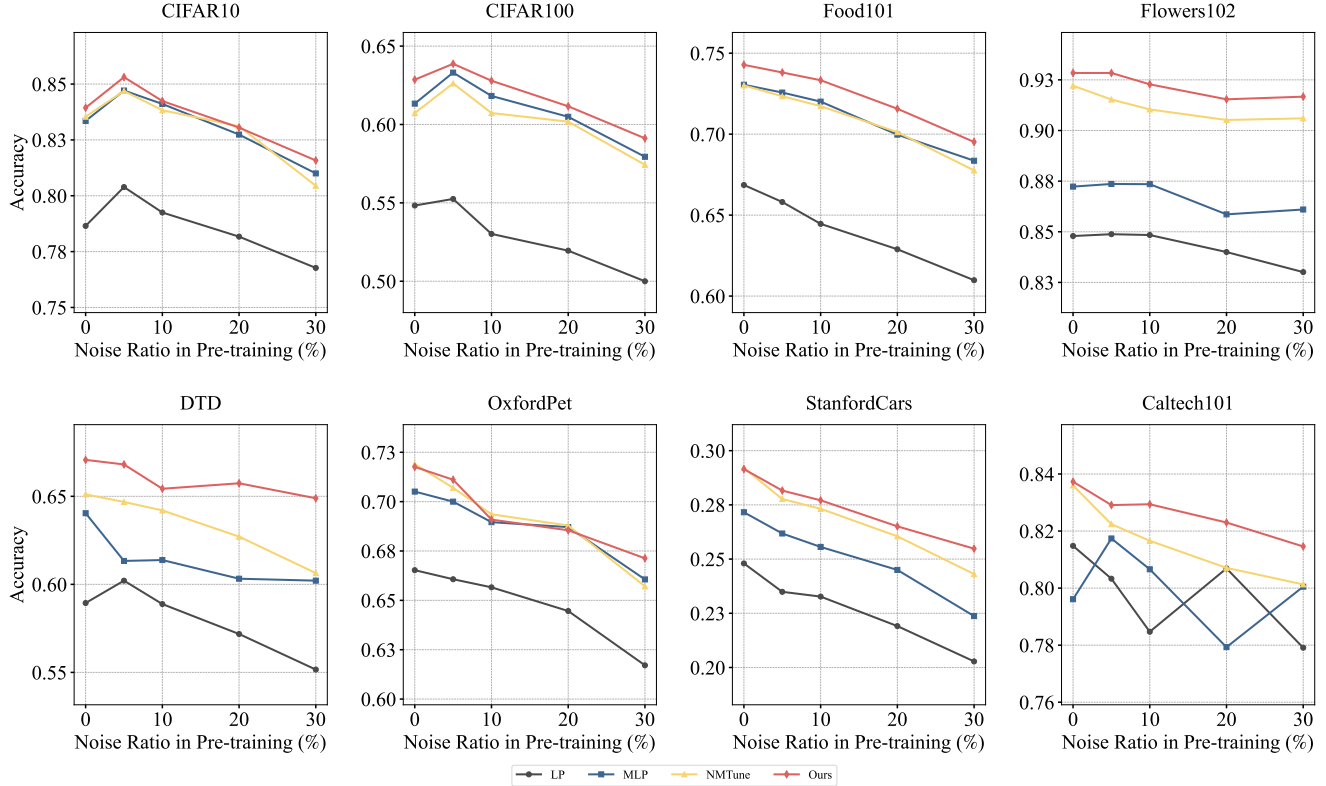 CIFAR10
CIFAR100
Food101
Flowers102
Accuracy
0.85
0.83
0.80
0.78
0.75
0 10 20 30
Noise Ratio in Pre-training (%)
0.65
0.60
0.55
0.50
0 10 20 30
Noise Ratio in Pre-training (%)
0.75
0.70
0.65
0.60
0 10 20 30
Noise Ratio in Pre-training (%)
0.93
0.90
0.88
0.85
0.83
0 10 20 30
Noise Ratio in Pre-training (%)
DTD
OxfordPet
StanfordCars
Caltech101
Accuracy
0.65
0.60
0.55
0 10 20 30
Noise Ratio in Pre-training (%)
0.73
0.70
0.68
0.65
0.63
0.60
0 10 20 30
Noise Ratio in Pre-training (%)
0.30
0.28
0.25
0.23
0.20
0 10 20 30
Noise Ratio in Pre-training (%)
0.84
0.82
0.80
0.78
0.76
0 10 20 30
Noise Ratio in Pre-training (%)
LP MLP NMTune Ours